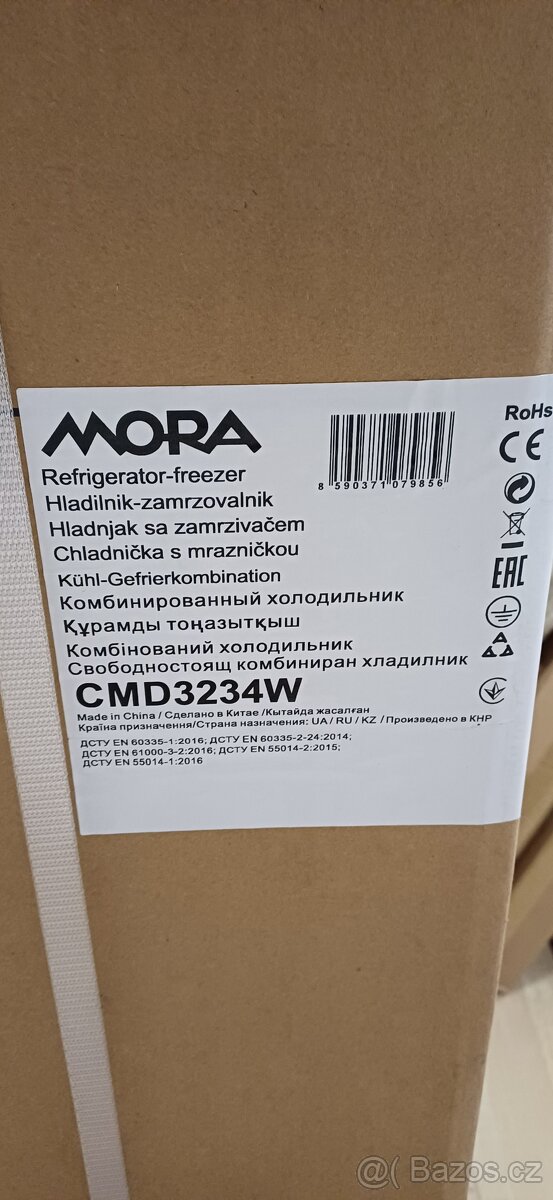 MORA
Refrigerator-freezer
Hladilnik-zamrzovalnik
Hladnjak sa zamrzivačem
Chladnička s mrazničkou
Kühl-Gefrierkombination
Комбинированный холодильник
Құрамды тоңазытқыш
Комбінований холодильник
Свободностоящ комбиниран хладилник
CMD3234W
Made in China / Сделано в Китае /Кытайда жасалған
Країна призначення/Страна назначения: UA / RU / KZ / Произведено в КНР
ДСТУ EN 60335-1:2016; ДСТУ EN 60335-2-24:2014;
ДСТУ EN 61000-3-2:2016; ДСТУ EN 55014-2:2015;
ДСТУ EN 55014-1:2016
8 590371 079856
RoHs
CE
EAC
@ Bazoš.cz